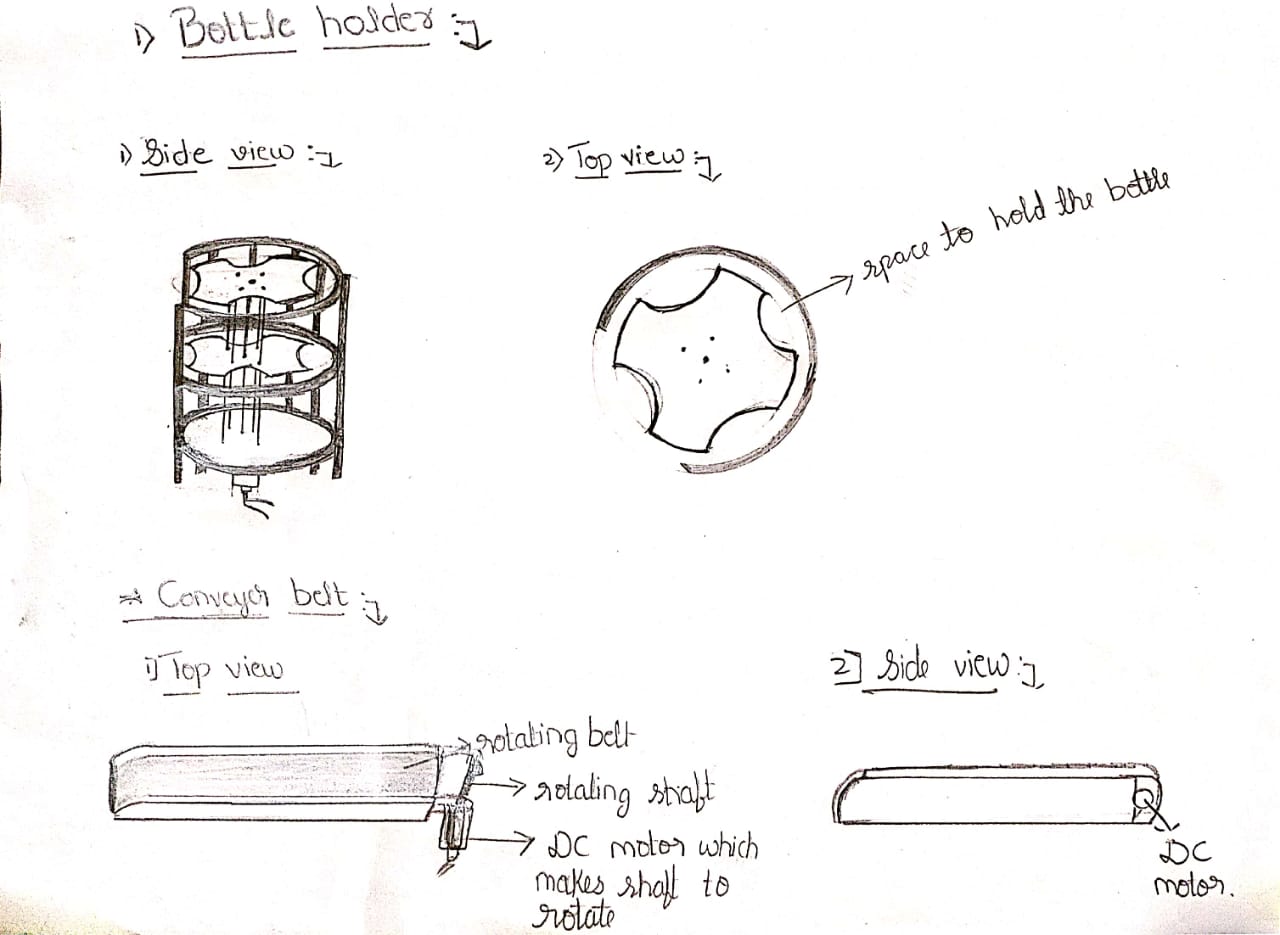 1) Bottle holder :-
1) Side view :-
2) Top view :-
space to hold the bottle
* Conveyer belt :-
1) Top view
rotating belt
rotating shaft
DC motor which
makes shaft to
rotate
2] Side view :-
DC
motor.